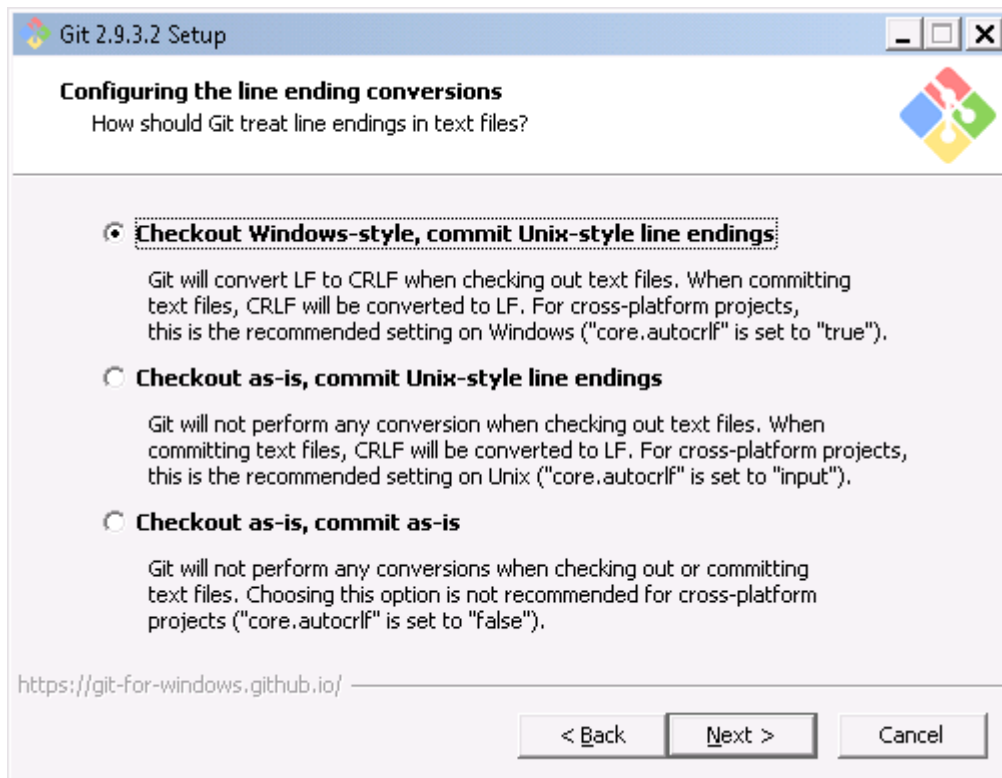 Git 2.9.3.2 Setup
Configuring the line ending conversions
How should Git treat line endings in text files?
Checkout Windows-style, commit Unix-style line endings
Git will convert LF to CRLF when checking out text files. When committing
text files, CRLF will be converted to LF. For cross-platform projects,
this is the recommended setting on Windows ("core.autocrlf" is set to "true").
Checkout as-is, commit Unix-style line endings
Git will not perform any conversion when checking out text files. When
committing text files, CRLF will be converted to LF. For cross-platform projects,
this is the recommended setting on Unix ("core.autocrlf" is set to "input").
Checkout as-is, commit as-is
Git will not perform any conversions when checking out or committing
text files. Choosing this option is not recommended for cross-platform
projects ("core.autocrlf" is set to "false").
https://git-for-windows.github.io/
< Back
Next >
Cancel